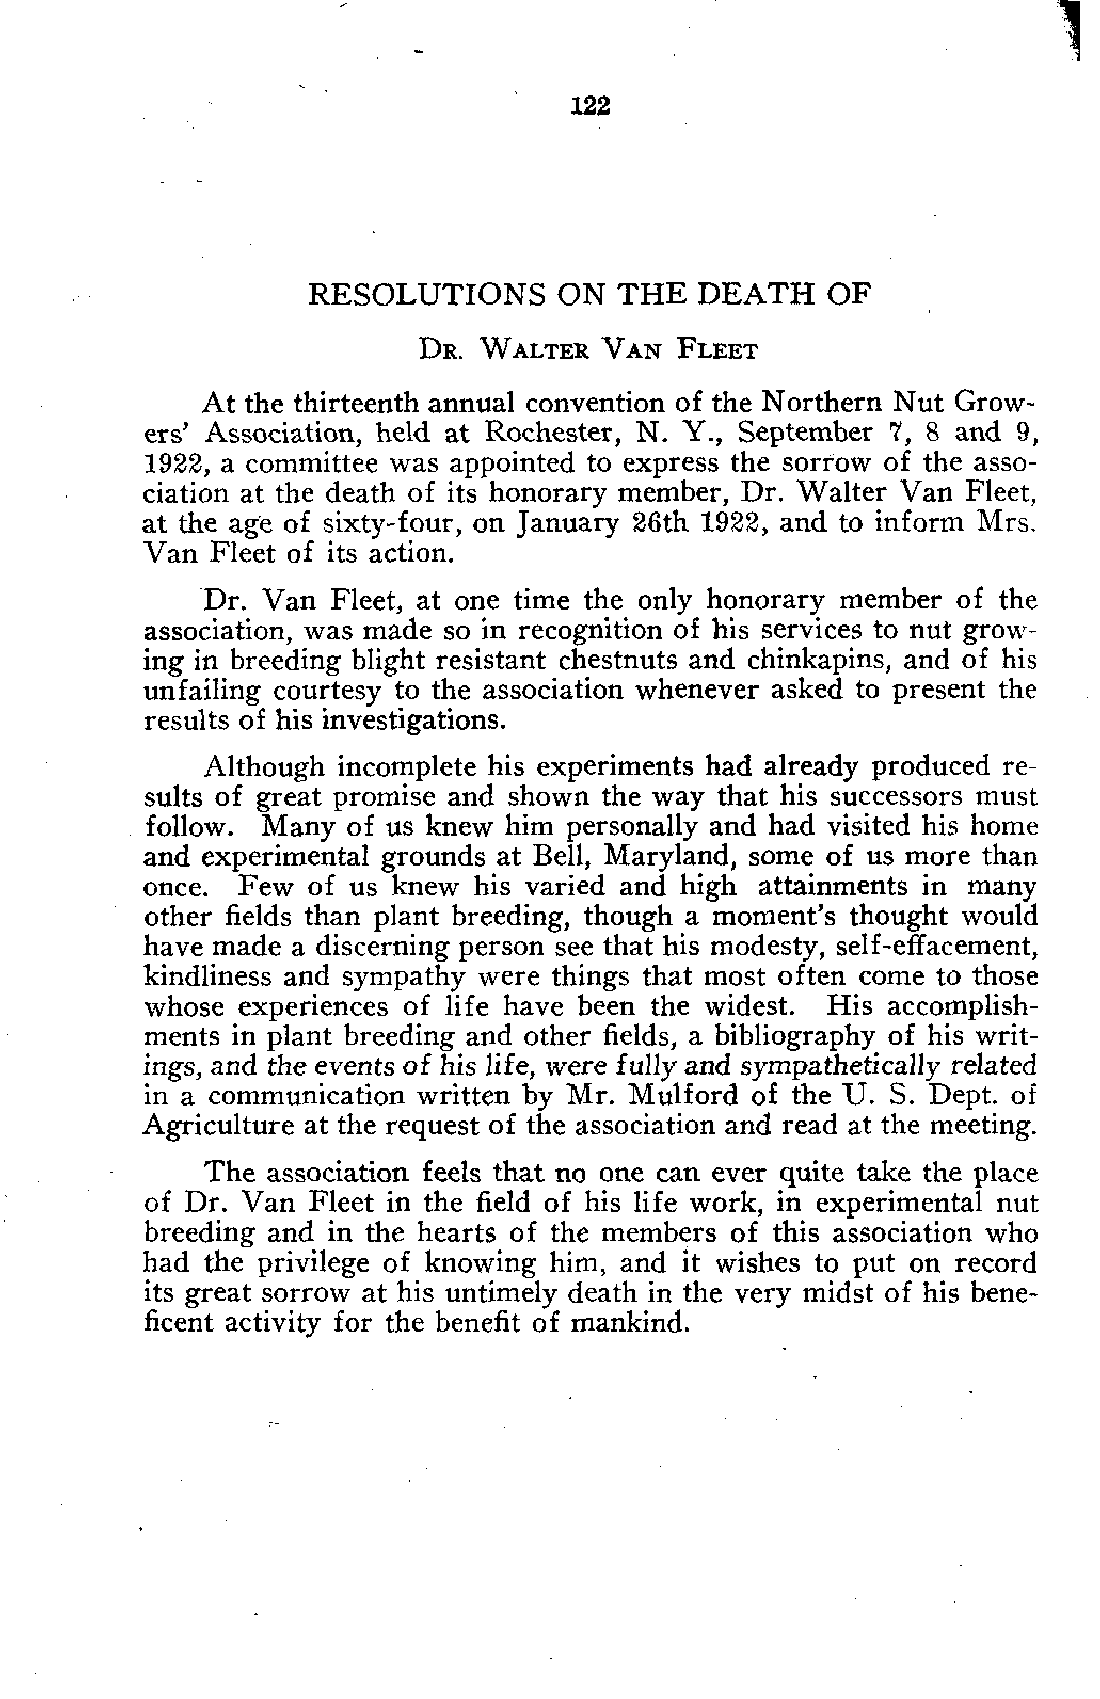 122
RESOLUTIONS ON THE DEATH OF
DR. WALTER VAN FLEET
At the thirteenth annual convention of the Northern Nut Grow-
ers' Association, held at Rochester, N. Y., September 7, 8 and 9,
1922, a committee was appointed to express the sorrow of the asso-
ciation at the death of its honorary member, Dr. Walter Van Fleet,
at the age of sixty-four, on January 26th 1922, and to inform Mrs.
Van Fleet of its action.
Dr. Van Fleet, at one time the only honorary member of the
association, was made so in recognition of his services to nut grow-
ing in breeding blight resistant chestnuts and chinkapins, and of his
unfailing courtesy to the association whenever asked to present the
results of his investigations.
Although incomplete his experiments had already produced re-
sults of great promise and shown the way that his successors must
follow. Many of us knew him personally and had visited his home
and experimental grounds at Bell, Maryland, some of us more than
once. Few of us knew his varied and high attainments in many
other fields than plant breeding, though a moment's thought would
have made a discerning person see that his modesty, self-effacement,
kindliness and sympathy were things that most often come to those
whose experiences of life have been the widest. His accomplish-
ments in plant breeding and other fields, a bibliography of his writ-
ings, and the events of his life, were fully and sympathetically related
in a communication written by Mr. Mulford of the U. S. Dept. of
Agriculture at the request of the association and read at the meeting.
The association feels that no one can ever quite take the place
of Dr. Van Fleet in the field of his life work, in experimental nut
breeding and in the hearts of the members of this association who
had the privilege of knowing him, and it wishes to put on record
its great sorrow at his untimely death in the very midst of his bene-
ficent activity for the benefit of mankind.